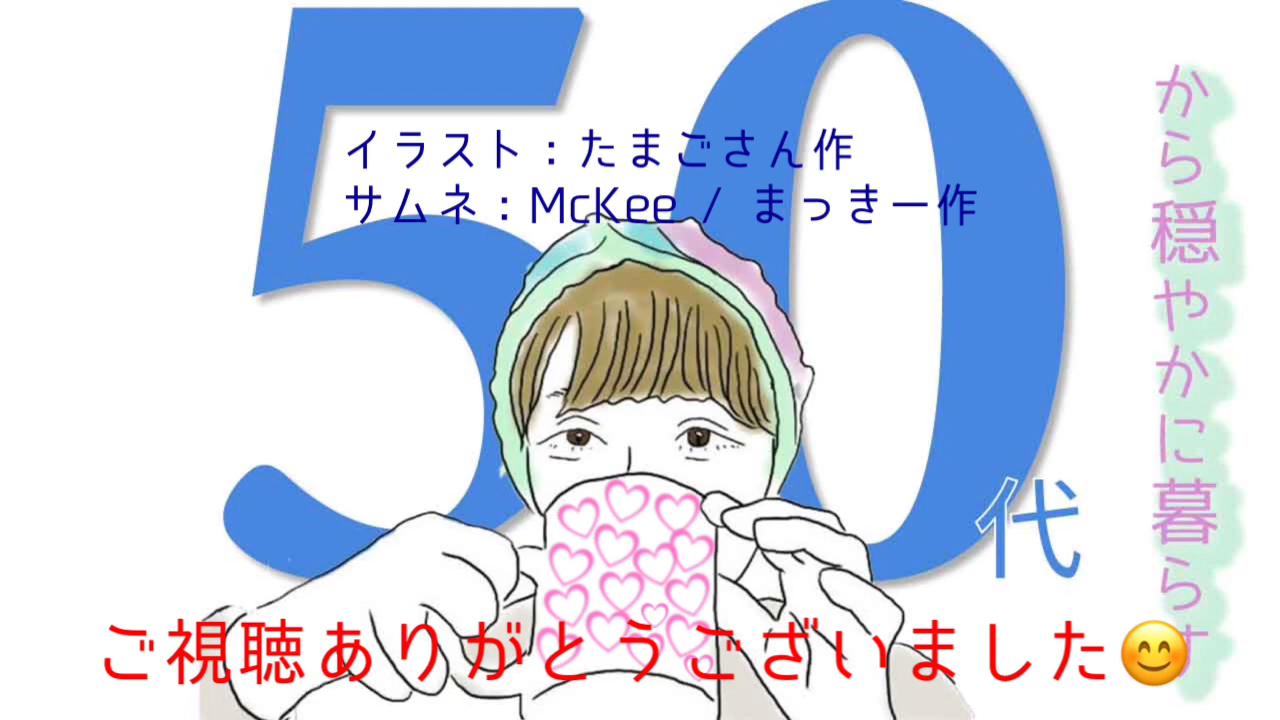 50
代
から穏やかに暮らす
イラスト：たまごさん作
サムネ：McKee / まっきー作
ご視聴ありがとうございました😊